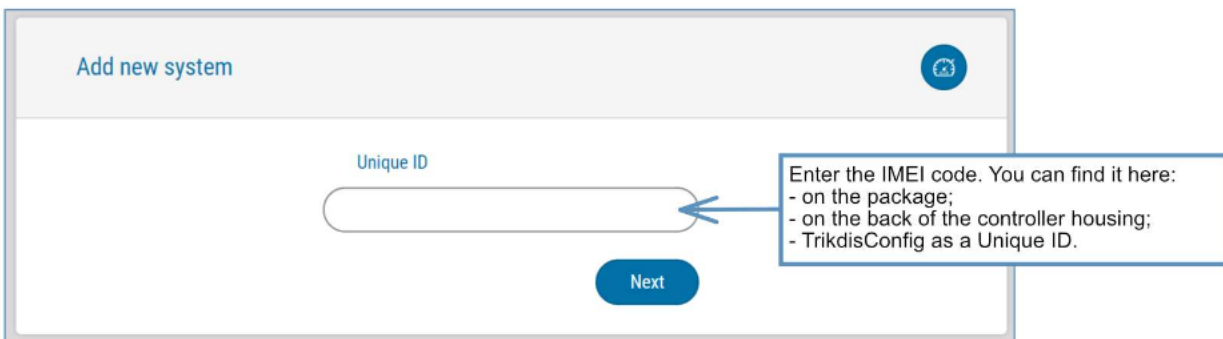 Add new system
Unique ID
Enter the IMEI code. You can find it here:
- on the package;
- on the back of the controller housing;
- TrikdisConfig as a Unique ID.
Next